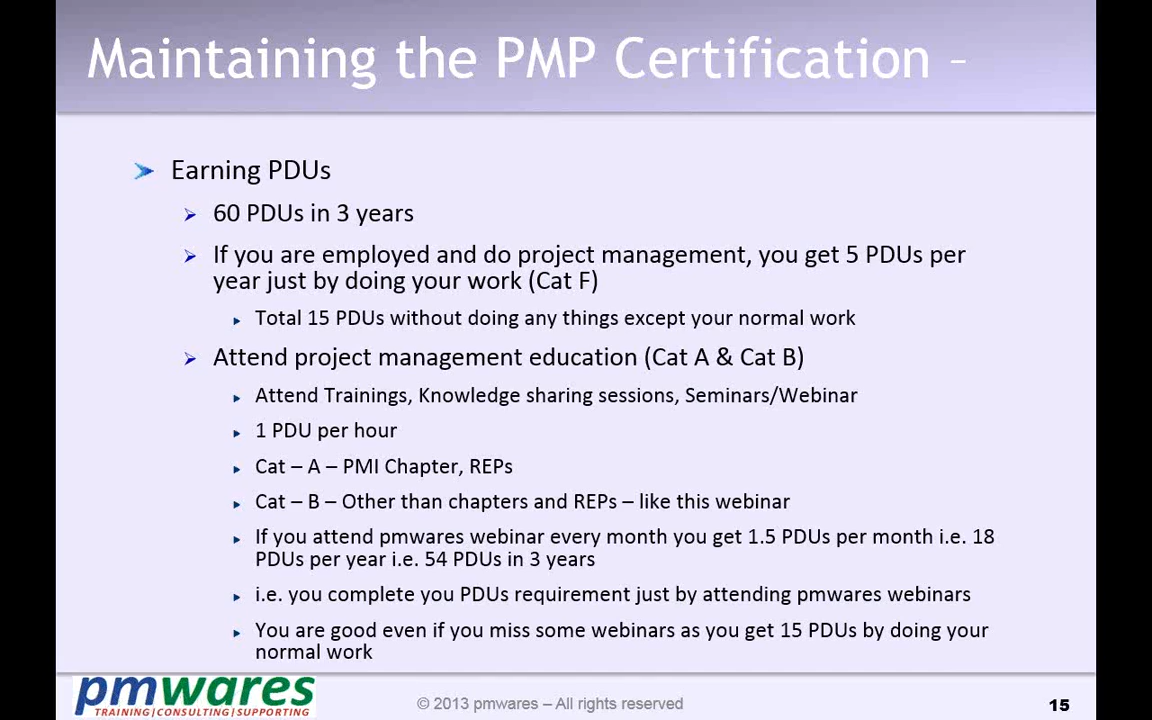 Maintaining the PMP Certification -
Earning PDUs
60 PDUs in 3 years
If you are employed and do project management, you get 5 PDUs per
year just by doing your work (Cat F)
Total 15 PDUs without doing any things except your normal work
Attend project management education (Cat A & Cat B)
Attend Trainings, Knowledge sharing sessions, Seminars/Webinar
1 PDU per hour
Cat – A – PMI Chapter, REPs
Cat – B – Other than chapters and REPs – like this webinar
If you attend pmwares webinar every month you get 1.5 PDUs per month i.e. 18
PDUs per year i.e. 54 PDUs in 3 years
i.e. you complete you PDUs requirement just by attending pmwares webinars
You are good even if you miss some webinars as you get 15 PDUs by doing your
normal work
pmwares
TRAINING|CONSULTING|SUPPORTING
© 2013 pmwares – All rights reserved
15